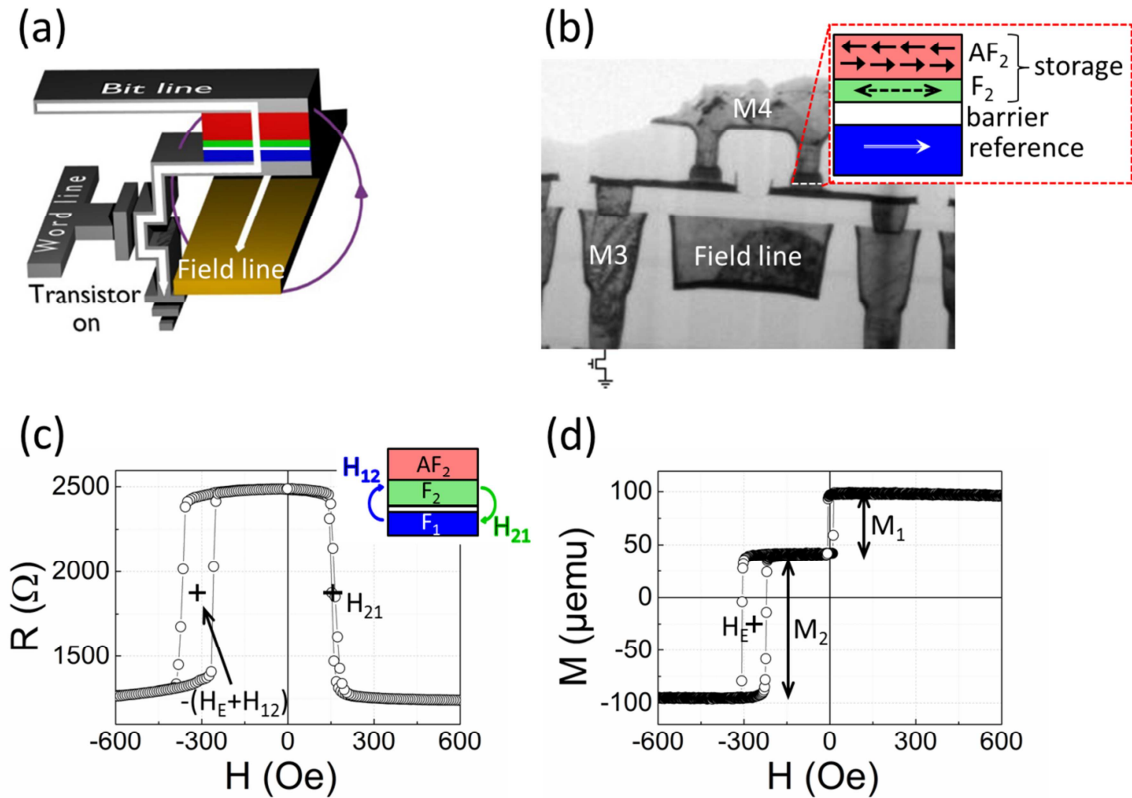 (a)
Bit line
Word line
Field line
Transistor
on
(b)
M4
M3
Field line
AF2
F2
storage
barrier
reference
(c)
R (Ω)
2500
2000
1500
-600 -300 0 300 600
H (Oe)
H12
AF2
F2
F1
H21
H21
-(HE+H12)
(d)
M (µemu)
100
50
0
-50
-100
-600 -300 0 300 600
H (Oe)
M1
M2
HE